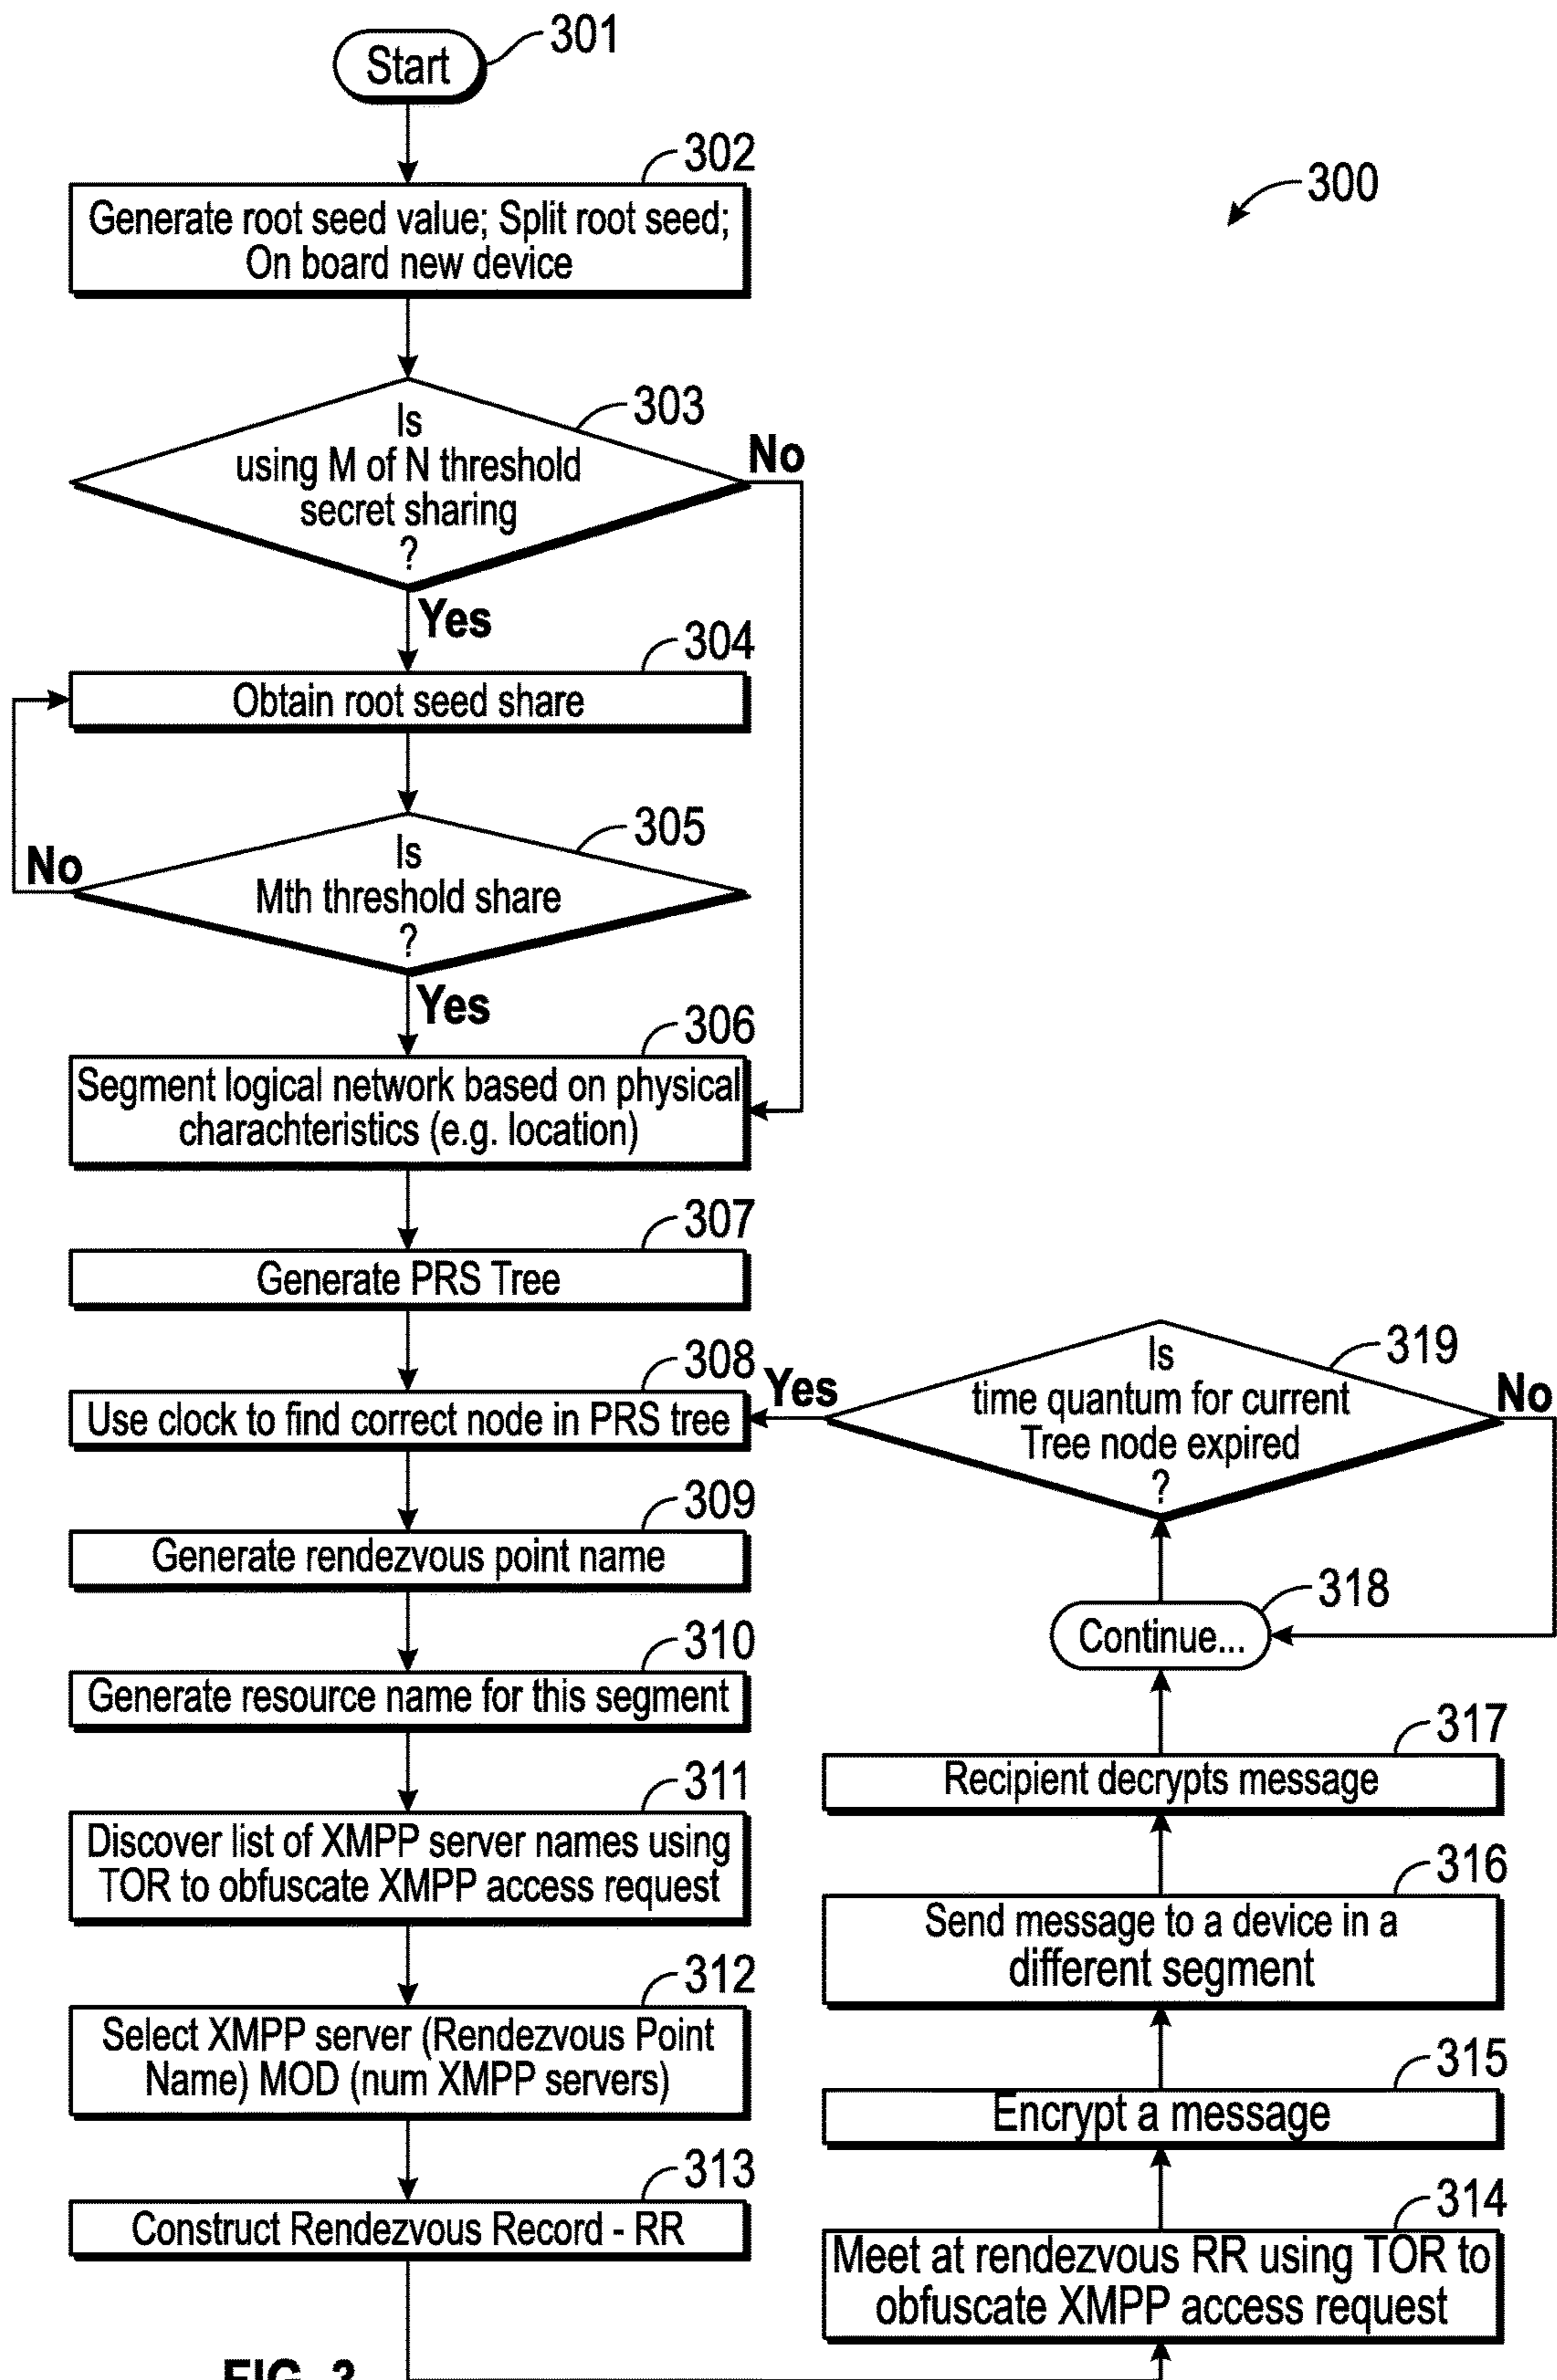 Start
301
302
Generate root seed value; Split root seed;
On board new device
300
303
Is
using M of N threshold
secret sharing
?
No
Yes
304
Obtain root seed share
305
Is
Mth threshold share
?
No
Yes
306
Segment logical network based on physical
charachteristics (e.g. location)
307
Generate PRS Tree
308
Use clock to find correct node in PRS tree
309
Generate rendezvous point name
310
Generate resource name for this segment
311
Discover list of XMPP server names using
TOR to obfuscate XMPP access request
312
Select XMPP server (Rendezvous Point
Name) MOD (num XMPP servers)
313
Construct Rendezvous Record - RR
314
Meet at rendezvous RR using TOR to
obfuscate XMPP access request
315
Encrypt a message
316
Send message to a device in a
different segment
317
Recipient decrypts message
318
Continue...
319
Is
time quantum for current
Tree node expired
?
Yes
No
FIG. 3